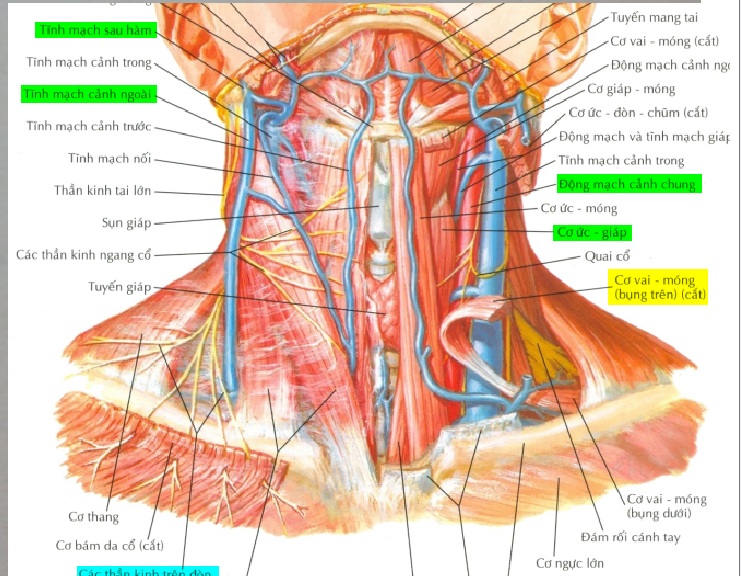 Tĩnh mạch sau hàm
Tĩnh mạch cảnh trong
Tĩnh mạch cảnh ngoài
Tĩnh mạch cảnh trước
Tĩnh mạch nối
Thần kinh tai lớn
Sụn giáp
Các thần kinh ngang cổ
Tuyến giáp
Cơ thang
Cơ bám da cổ (cắt)
Các thần kinh trên đòn
Tuyến mang tai
Cơ vai - móng (cắt)
Động mạch cảnh
Cơ giáp - móng
Cơ ức - đòn - chũm (cắt)
Động mạch và tĩnh mạch giáp
Tĩnh mạch cảnh trong
Động mạch cảnh chung
Cơ ức - móng
Cơ ức - giáp
Quai cổ
Cơ vai - mống
(bụng trên) (cắt)
Cơ vai - mống
(bụng dưới)
Đám rối cánh tay
Cơ ngực lớn